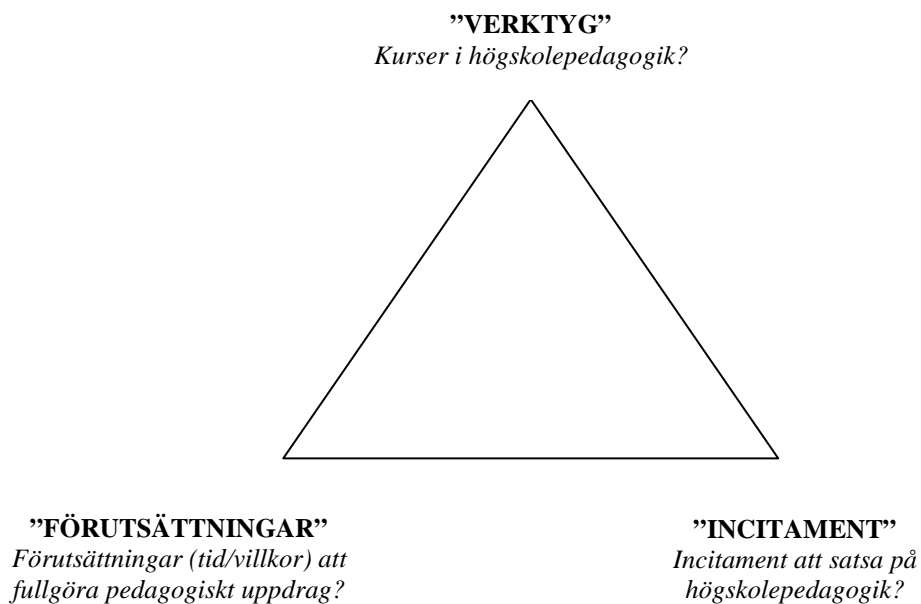 ”VERKTYG”
Kurser i högskolepedagogik?
”FÖRUTSÄTTNINGAR”
Förutsättningar (tid/villkor) att
fullgöra pedagogiskt uppdrag?
”INCITAMENT”
Incitament att satsa på
högskolepedagogik?